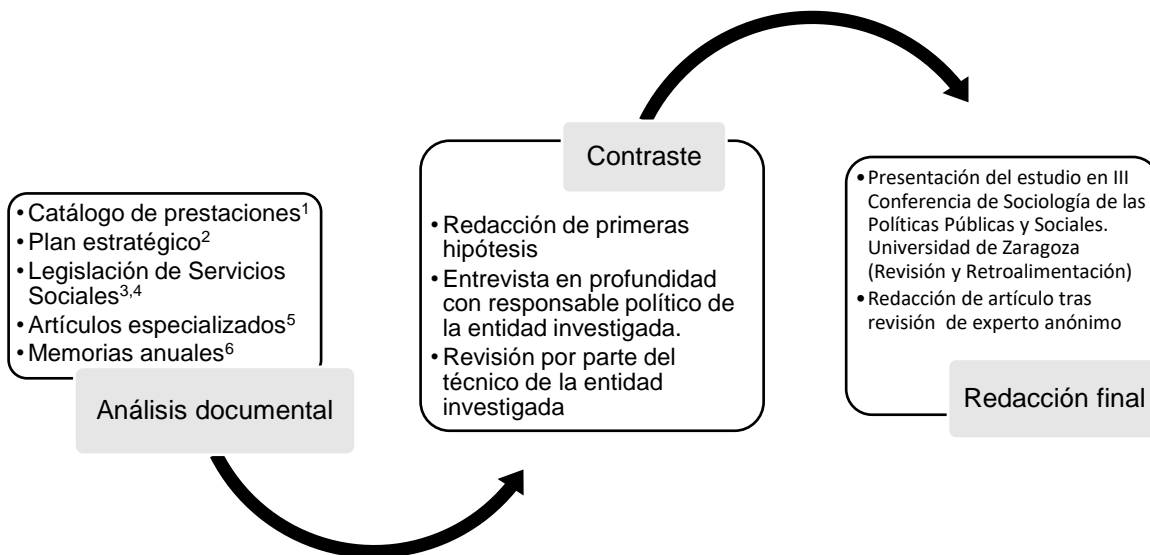 • Catálogo de prestaciones1
• Plan estratégico2
• Legislación de Servicios
Sociales3,4
• Artículos especializados5
• Memorias anuales6
Análisis documental
Contraste
• Redacción de primeras
hipótesis
• Entrevista en profundidad
con responsable político de
la entidad investigada.
• Revisión por parte del
técnico de la entidad
investigada
• Presentación del estudio en III
Conferencia de Sociología de las
Políticas Públicas y Sociales.
Universidad de Zaragoza
(Revisión y Retroalimentación)
• Redacción de artículo tras
revisión de experto anónimo
Redacción final